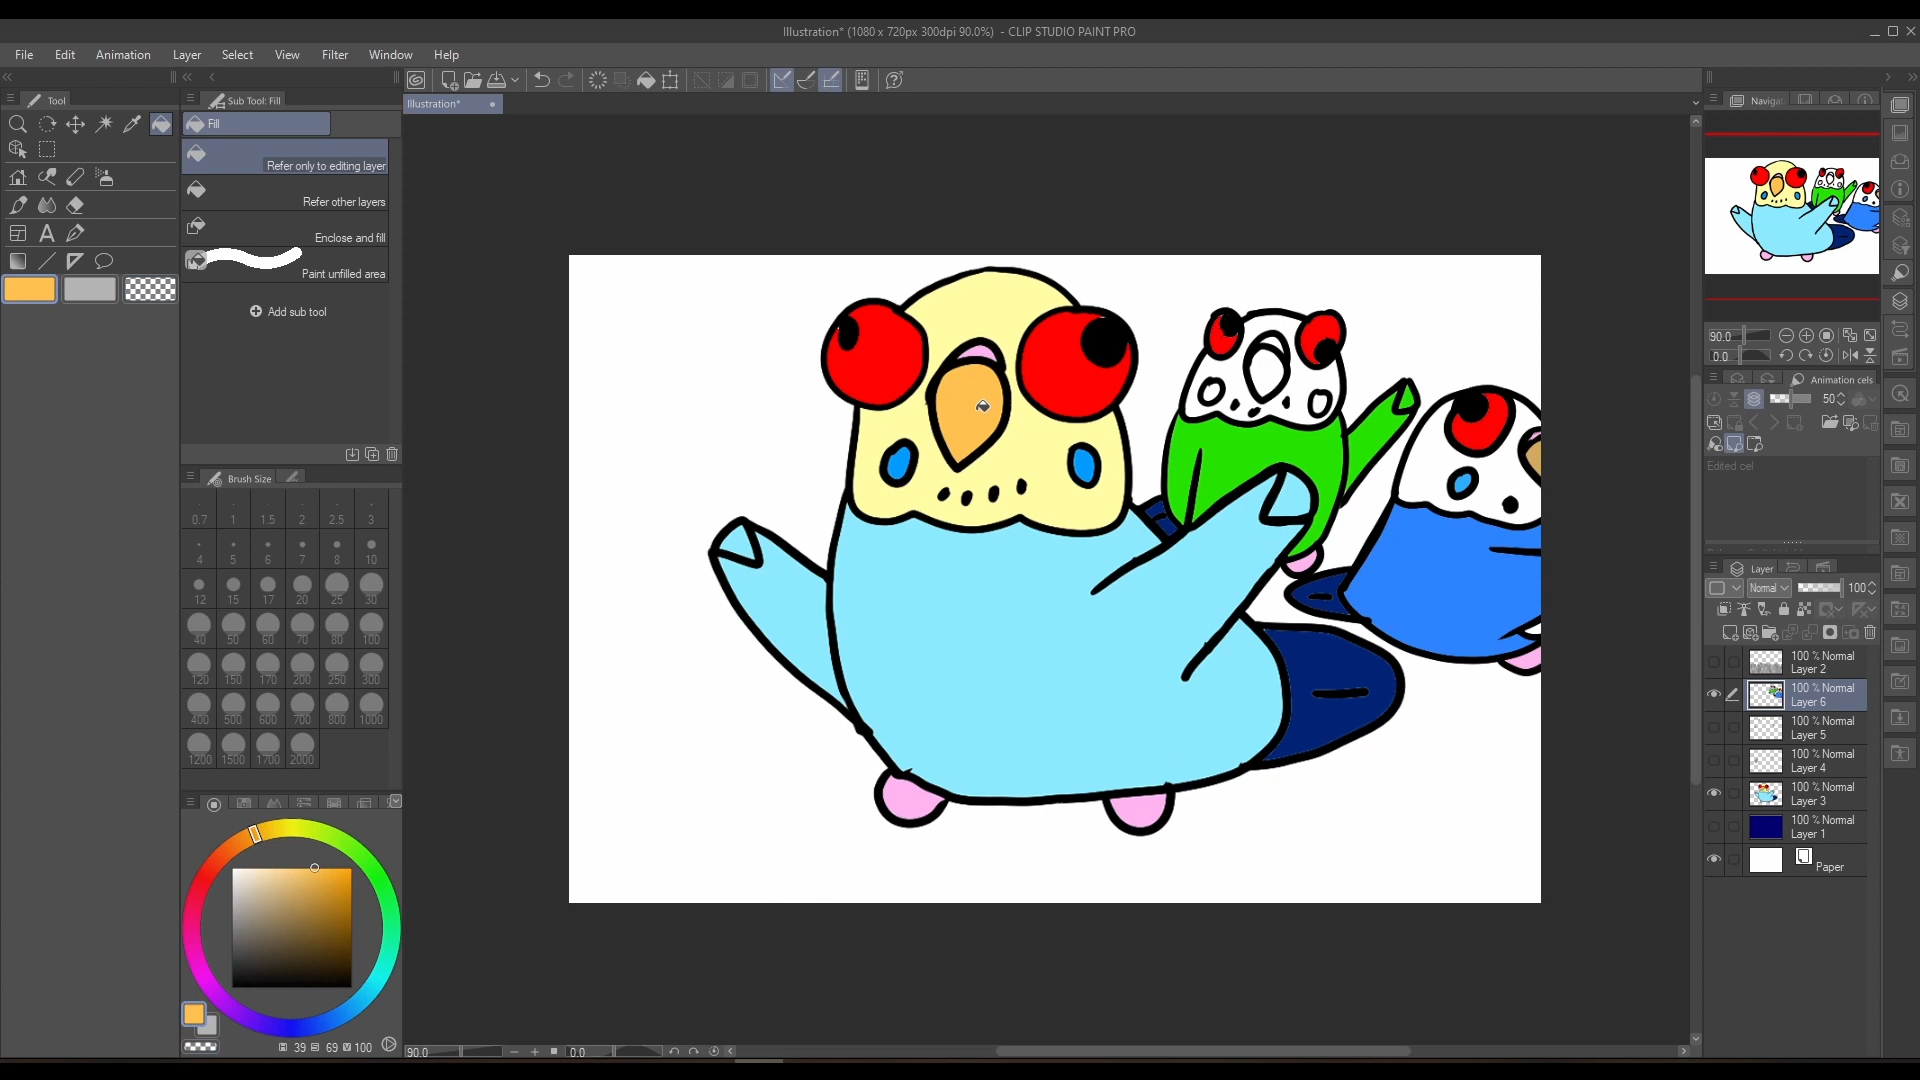 Illustration* (1080 x 720px 300dpi 90.0%) - CLIP STUDIO PAINT PRO
File Edit Animation Layer Select View Filter Window Help
Tool
Sub Tool: Fill
Illustration*
Navigat
Fill
Refer only to editing layer
Refer other layers
Enclose and fill
Paint unfilled area
Add sub tool
90.0
0.0
Animation cels
50
Edited cel
Brush Size
0.7 1 1.5 2 2.5 3
4 5 6 7 8 10
12 15 17 20 25 30
40 50 60 70 80 100
120 150 170 200 250 300
400 500 600 700 800 1000
1200 1500 1700 2000
Layer
Normal 100
100 % Normal
Layer 2
100 % Normal
Layer 6
100 % Normal
Layer 5
100 % Normal
Layer 4
100 % Normal
Layer 3
100 % Normal
Layer 1
Paper
H 39 S 69 V 100
90.0 0.0